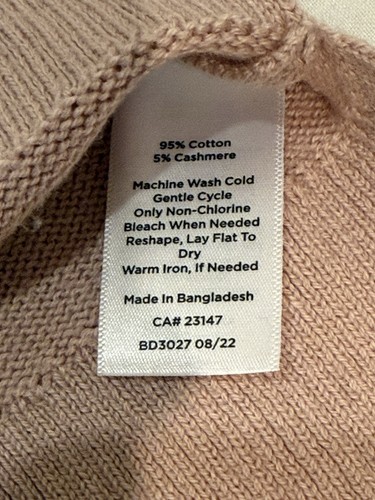 95% Cotton
5% Cashmere
Machine Wash Cold
Gentle Cycle
Only Non-Chlorine
Bleach When Needed
Reshape, Lay Flat To
Dry
Warm Iron, If Needed
Made In Bangladesh
CA# 23147
BD3027 08/22